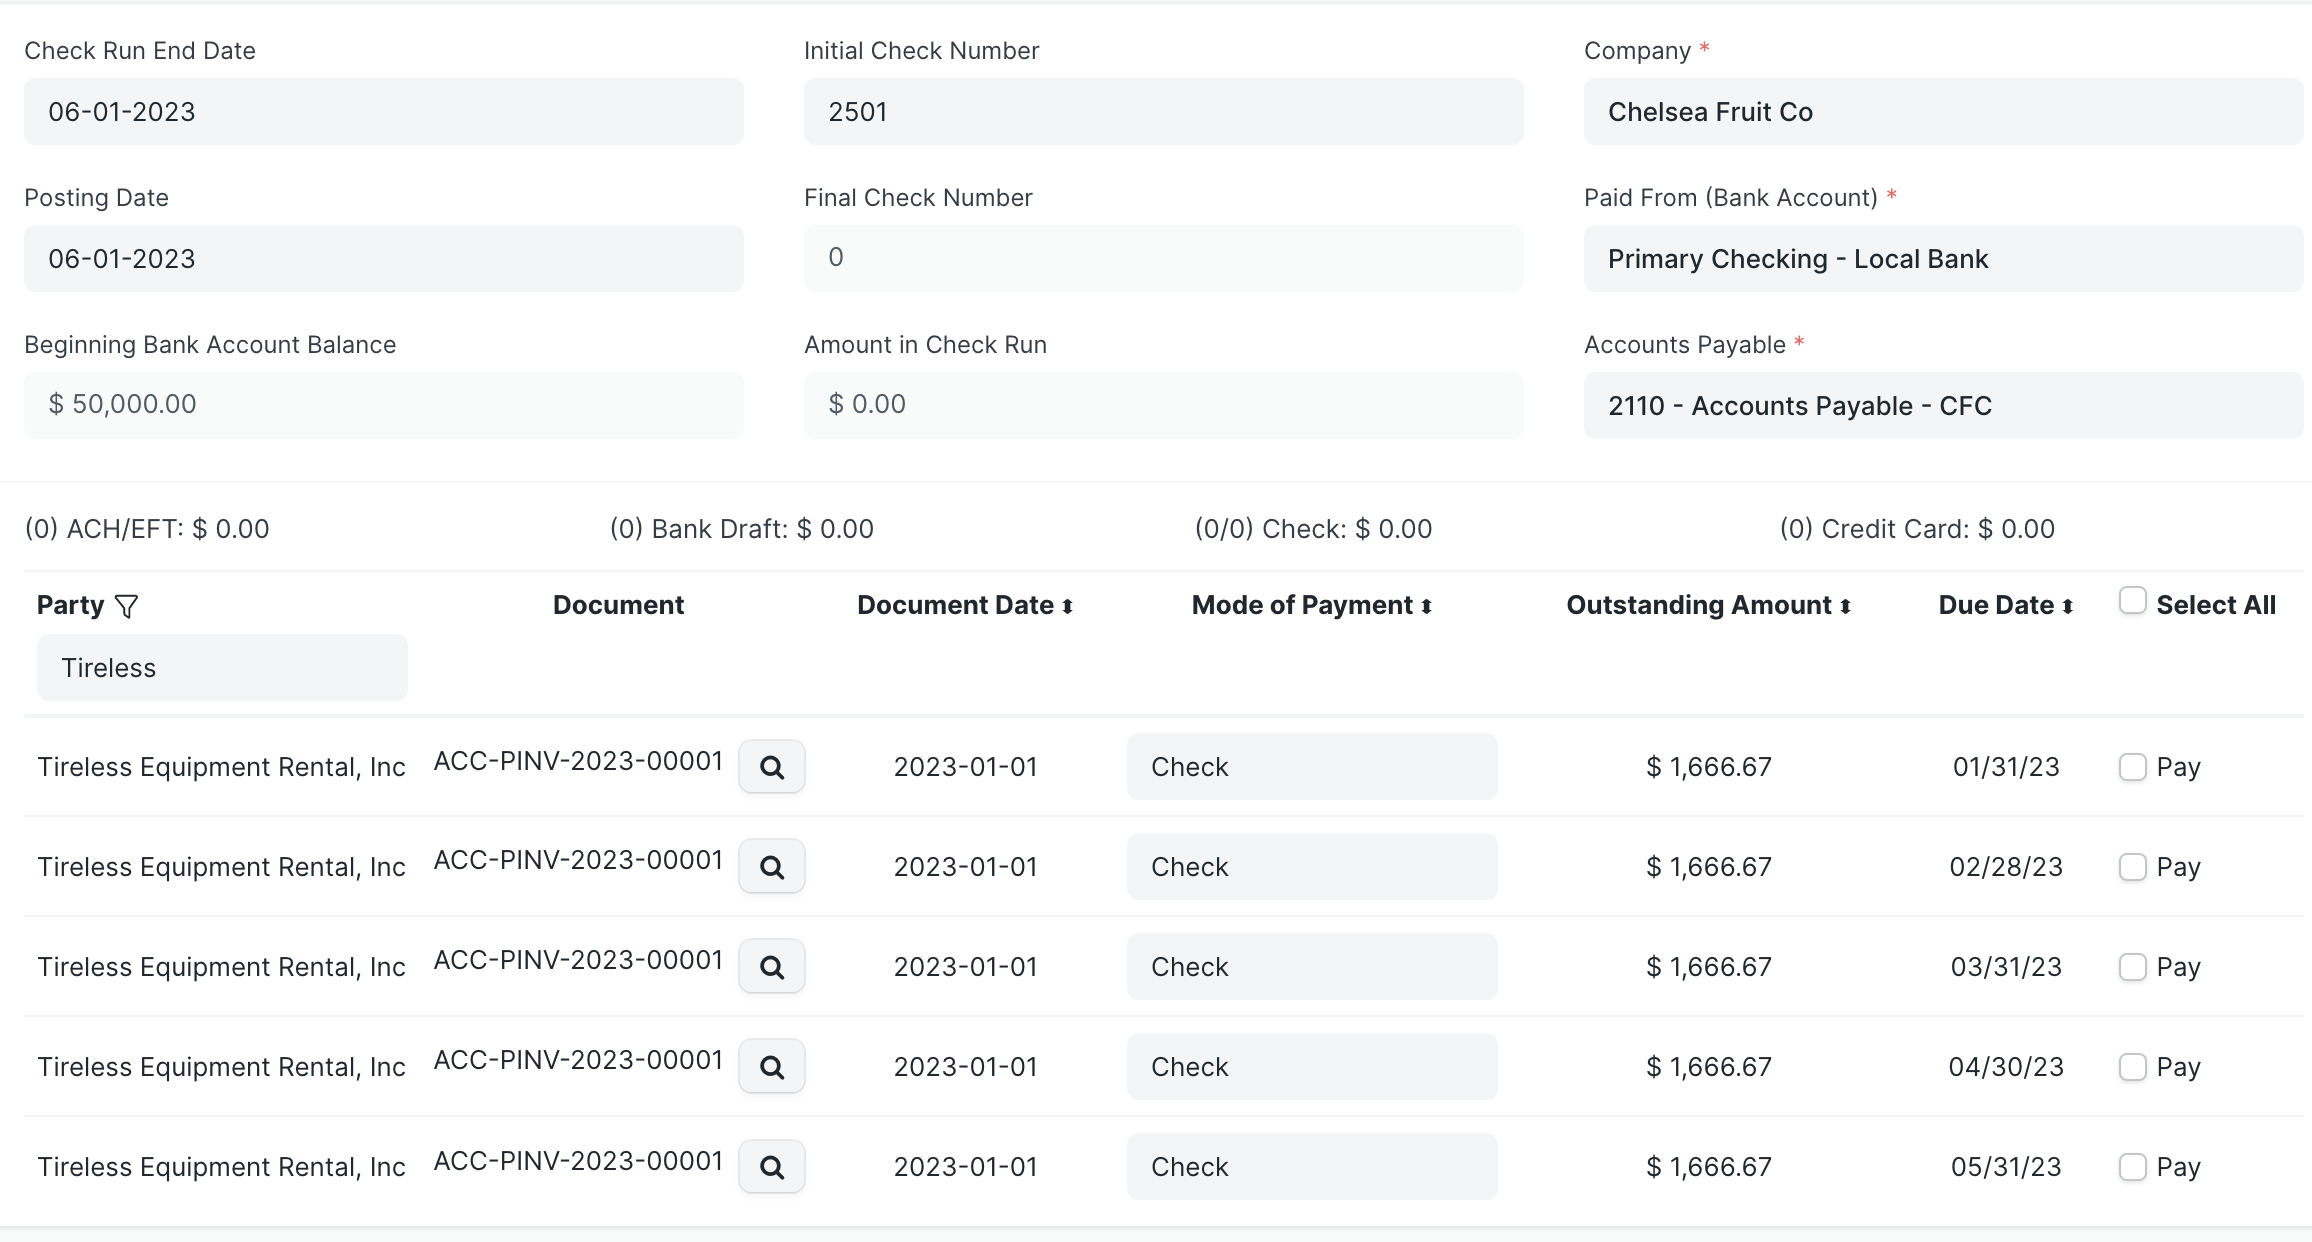 Check Run End Date
Initial Check Number
Company *
06-01-2023
2501
Chelsea Fruit Co
Posting Date
Final Check Number
Paid From (Bank Account) *
06-01-2023
0
Primary Checking - Local Bank
Beginning Bank Account Balance
Amount in Check Run
Accounts Payable *
$ 50,000.00
$ 0.00
2110 - Accounts Payable - CFC
(0) ACH/EFT: $ 0.00
(0) Bank Draft: $ 0.00
(0/0) Check: $ 0.00
(0) Credit Card: $ 0.00
Party
Document
Document Date
Mode of Payment
Outstanding Amount
Due Date
Select All
Tireless
Tireless Equipment Rental, Inc ACC-PINV-2023-00001 2023-01-01 Check $ 1,666.67 01/31/23 Pay
Tireless Equipment Rental, Inc ACC-PINV-2023-00001 2023-01-01 Check $ 1,666.67 02/28/23 Pay
Tireless Equipment Rental, Inc ACC-PINV-2023-00001 2023-01-01 Check $ 1,666.67 03/31/23 Pay
Tireless Equipment Rental, Inc ACC-PINV-2023-00001 2023-01-01 Check $ 1,666.67 04/30/23 Pay
Tireless Equipment Rental, Inc ACC-PINV-2023-00001 2023-01-01 Check $ 1,666.67 05/31/23 Pay